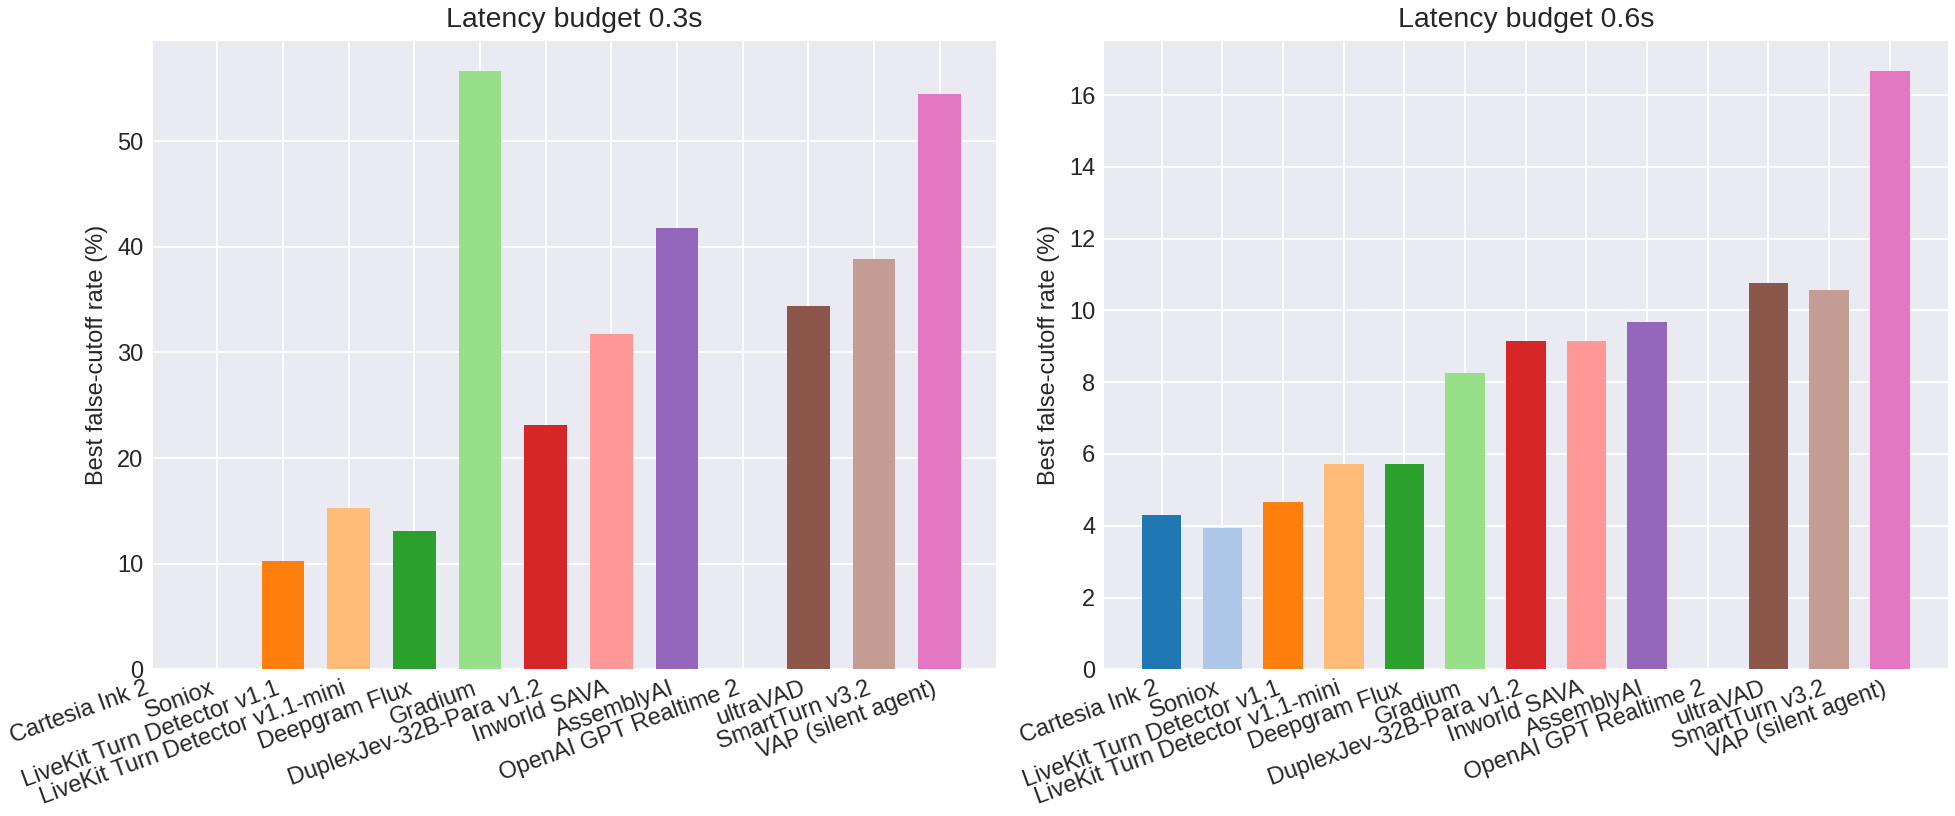 Latency budget 0.3s
Best false-cutoff rate (%)
50
40
30
20
10
0
Cartesia Ink 2
Soniox
LiveKit Turn Detector v1.1
LiveKit Turn Detector v1.1-mini
Deepgram Flux
Gradium
DuplexJev-32B-Para v1.2
Inworld SAVA
AssemblyAI
OpenAI GPT Realtime 2
ultraVAD
SmartTurn v3.2
VAP (silent agent)
Latency budget 0.6s
Best false-cutoff rate (%)
16
14
12
10
8
6
4
2
0
Cartesia Ink 2
Soniox
LiveKit Turn Detector v1.1
LiveKit Turn Detector v1.1-mini
Deepgram Flux
Gradium
DuplexJev-32B-Para v1.2
Inworld SAVA
AssemblyAI
OpenAI GPT Realtime 2
ultraVAD
SmartTurn v3.2
VAP (silent agent)